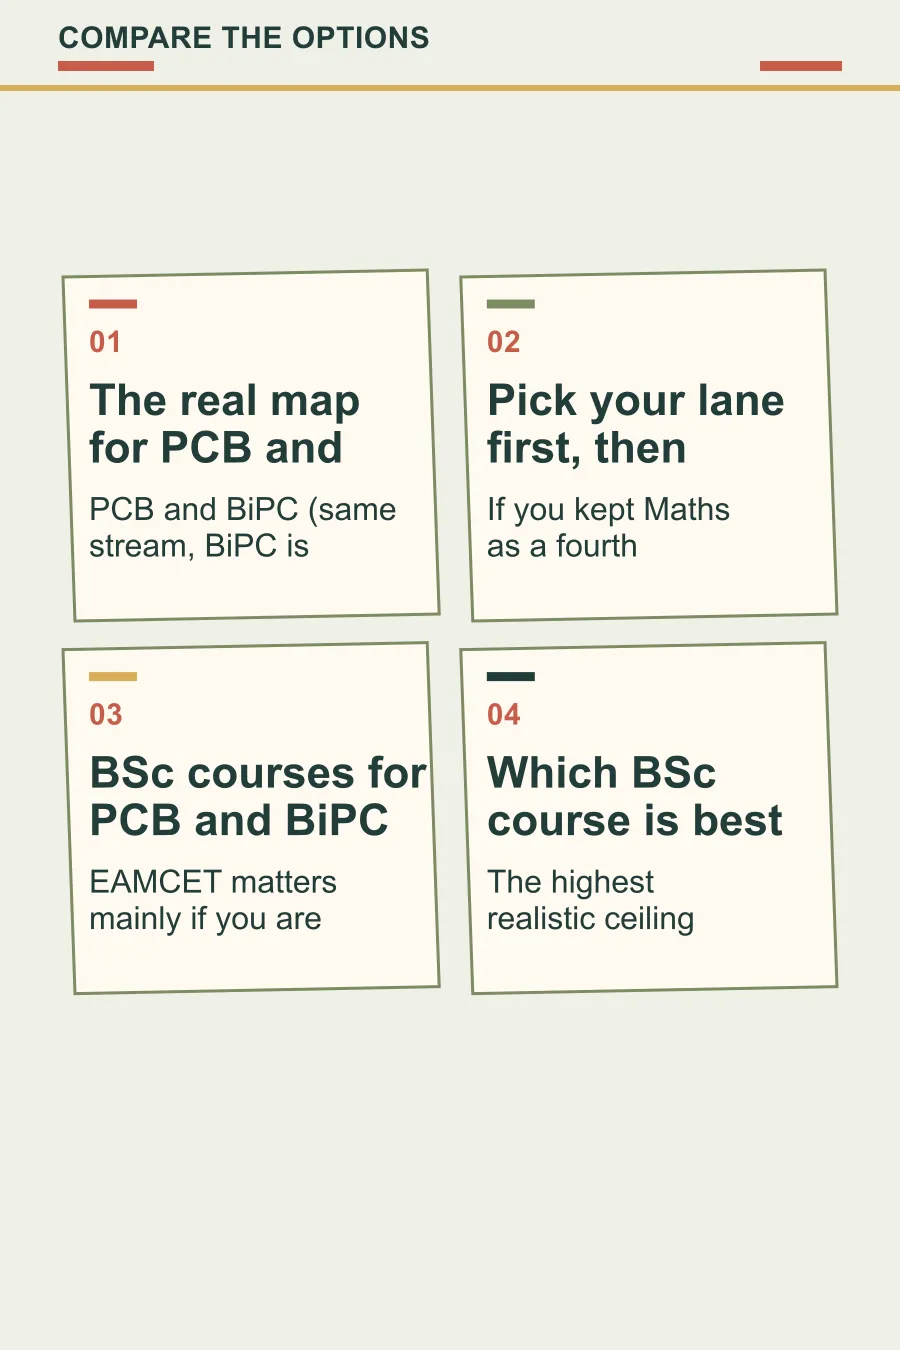 COMPARE THE OPTIONS
01
The real map
for PCB and
PCB and BiPC (same
stream, BiPC is
02
Pick your lane
first, then
If you kept Maths
as a fourth
03
BSc courses for
PCB and BiPC
EAMCET matters
mainly if you are
04
Which BSc
course is best
The highest
realistic ceiling